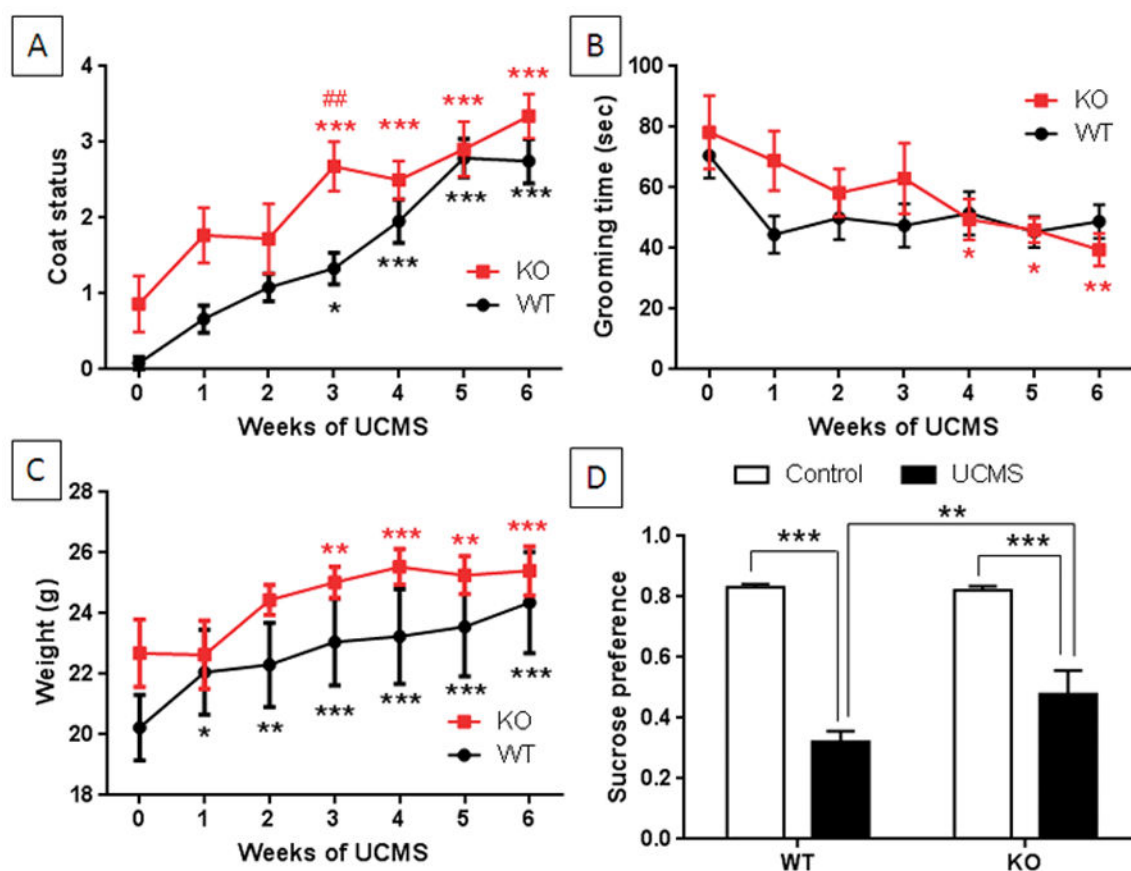 A
Coat status
4
3
2
1
0
##
***
***
***
***
*
***
***
***
KO
WT
0 1 2 3 4 5 6
Weeks of UCMS
B
Grooming time (sec)
100
80
60
40
20
0
KO
WT
*
*
**
0 1 2 3 4 5 6
Weeks of UCMS
C
Weight (g)
28
26
24
22
20
18
**
***
**
***
*
**
***
***
***
***
KO
WT
0 1 2 3 4 5 6
Weeks of UCMS
D
Control UCMS
Sucrose preference
1.0
0.8
0.6
0.4
0.2
0.0
***
**
***
WT KO